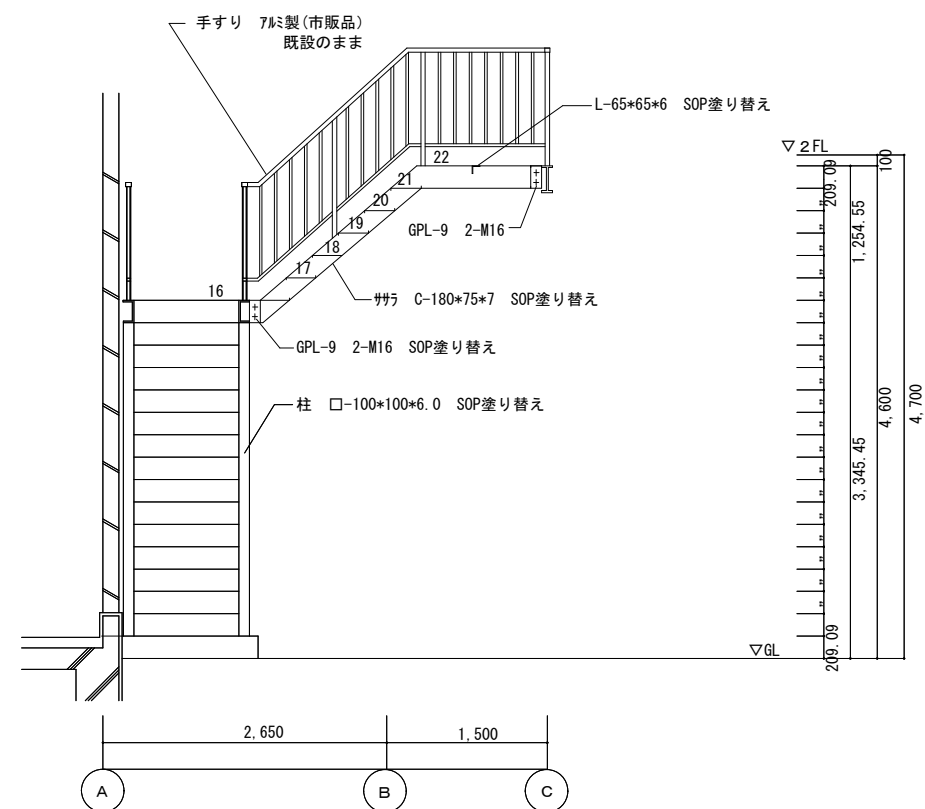 手すり アルミ製(市販品)
既設のまま
L-65*65*6 SOP塗り替え
▽2FL
100
209.09
22
21
20
19
18
17
16
GPL-9 2-M16
1,254.55
ササラ C-180*75*7 SOP塗り替え
GPL-9 2-M16 SOP塗り替え
柱 □-100*100*6.0 SOP塗り替え
4,600
4,700
3,345.45
209.09
▽GL
2,650
1,500
A
B
C